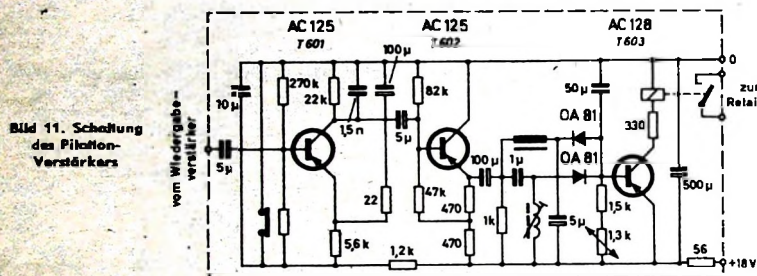 Bild 11. Schaltung
des Pilotton-
Verstärkers
AC 125
T601
AC 125
T602
AC 128
T603
0
zur
Relai
+18V
vom Wiedergabe-
verstärker
5µ
10µ
270k
22k
1,5n
100µ
5µ
82k
22
5,6k
1,2k
47k
470
470
100µ
1k
1µ
5µ
OA 81
OA 81
50µ
1,5k
1,3k
330
500µ
56